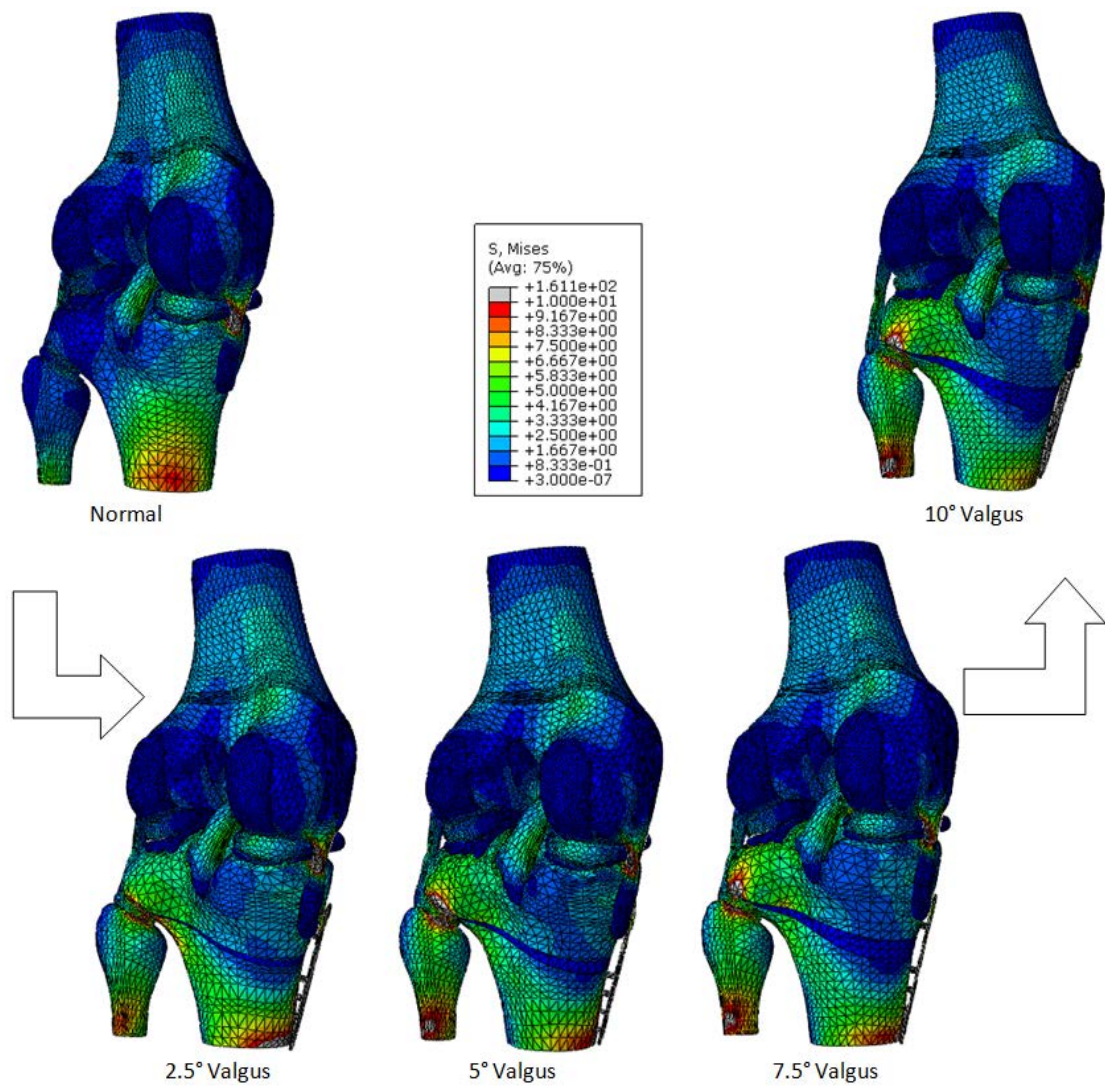 S, Mises
(Avg: 75%)
+1.611e+02
+1.000e+01
+9.167e+00
+8.333e+00
+7.500e+00
+6.667e+00
+5.833e+00
+5.000e+00
+4.167e+00
+3.333e+00
+2.500e+00
+1.667e+00
+8.333e-01
+3.000e-07
Normal
10° Valgus
2.5° Valgus
5° Valgus
7.5° Valgus